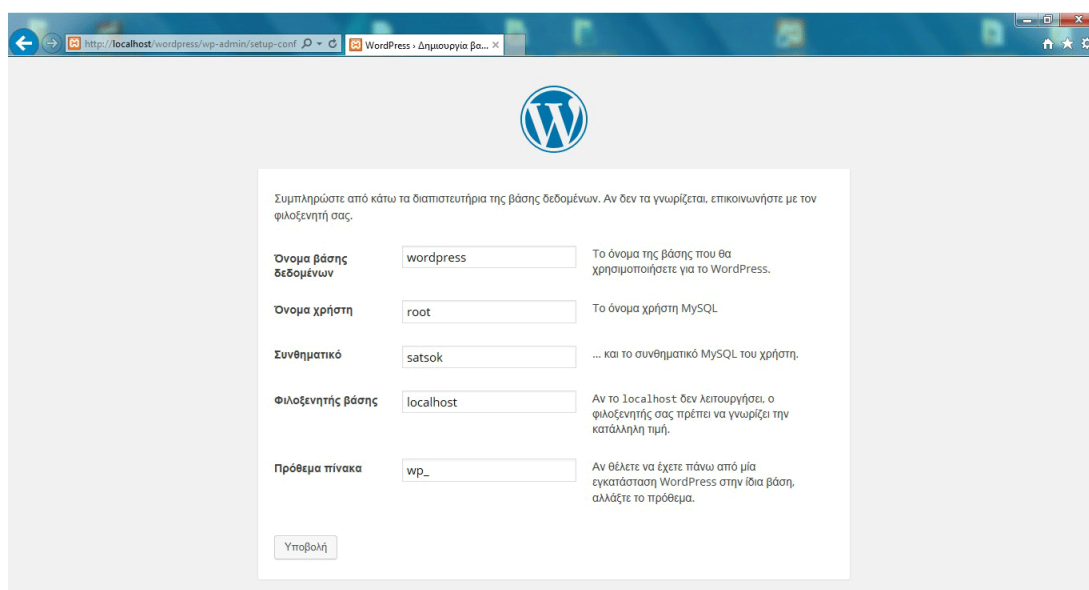 http://localhost/wordpress/wp-admin/setup-conf
WordPress › Δημιουργία βα...
Συμπληρώστε από κάτω τα διαπιστευτήρια της βάσης δεδομένων. Αν δεν τα γνωρίζεται, επικοινωνήστε με τον
φιλοξενητή σας.
Όνομα βάσης
δεδομένων
wordpress
Το όνομα της βάσης που θα
χρησιμοποιήσετε για το WordPress.
Όνομα χρήστη
root
Το όνομα χρήστη MySQL
Συνθηματικό
satsok
... και το συνθηματικό MySQL του χρήστη.
Φιλοξενητής βάσης
localhost
Αν το localhost δεν λειτουργήσει, ο
φιλοξενητής σας πρέπει να γνωρίζει την
κατάλληλη τιμή.
Πρόθεμα πίνακα
wp_
Αν θέλετε να έχετε πάνω από μία
εγκατάσταση WordPress στην ίδια βάση,
αλλάξτε το πρόθεμα.
Υποβολή